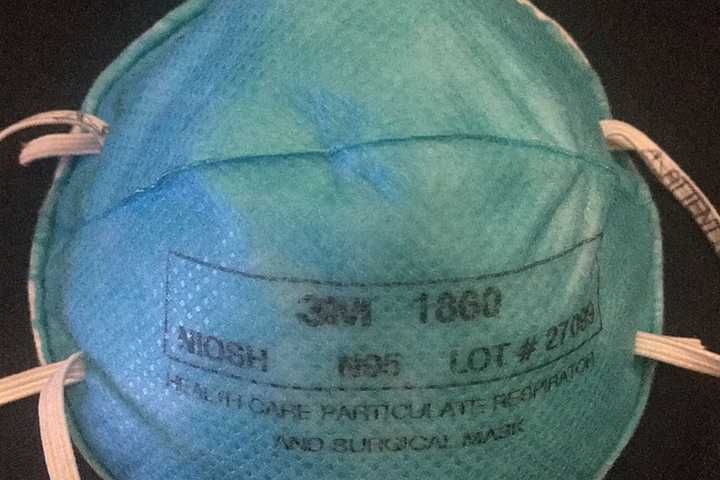 3M 1860
NIOSH N95 LOT # 27089
HEALTH CARE PARTICULATE RESPIRATOR
AND SURGICAL MASK